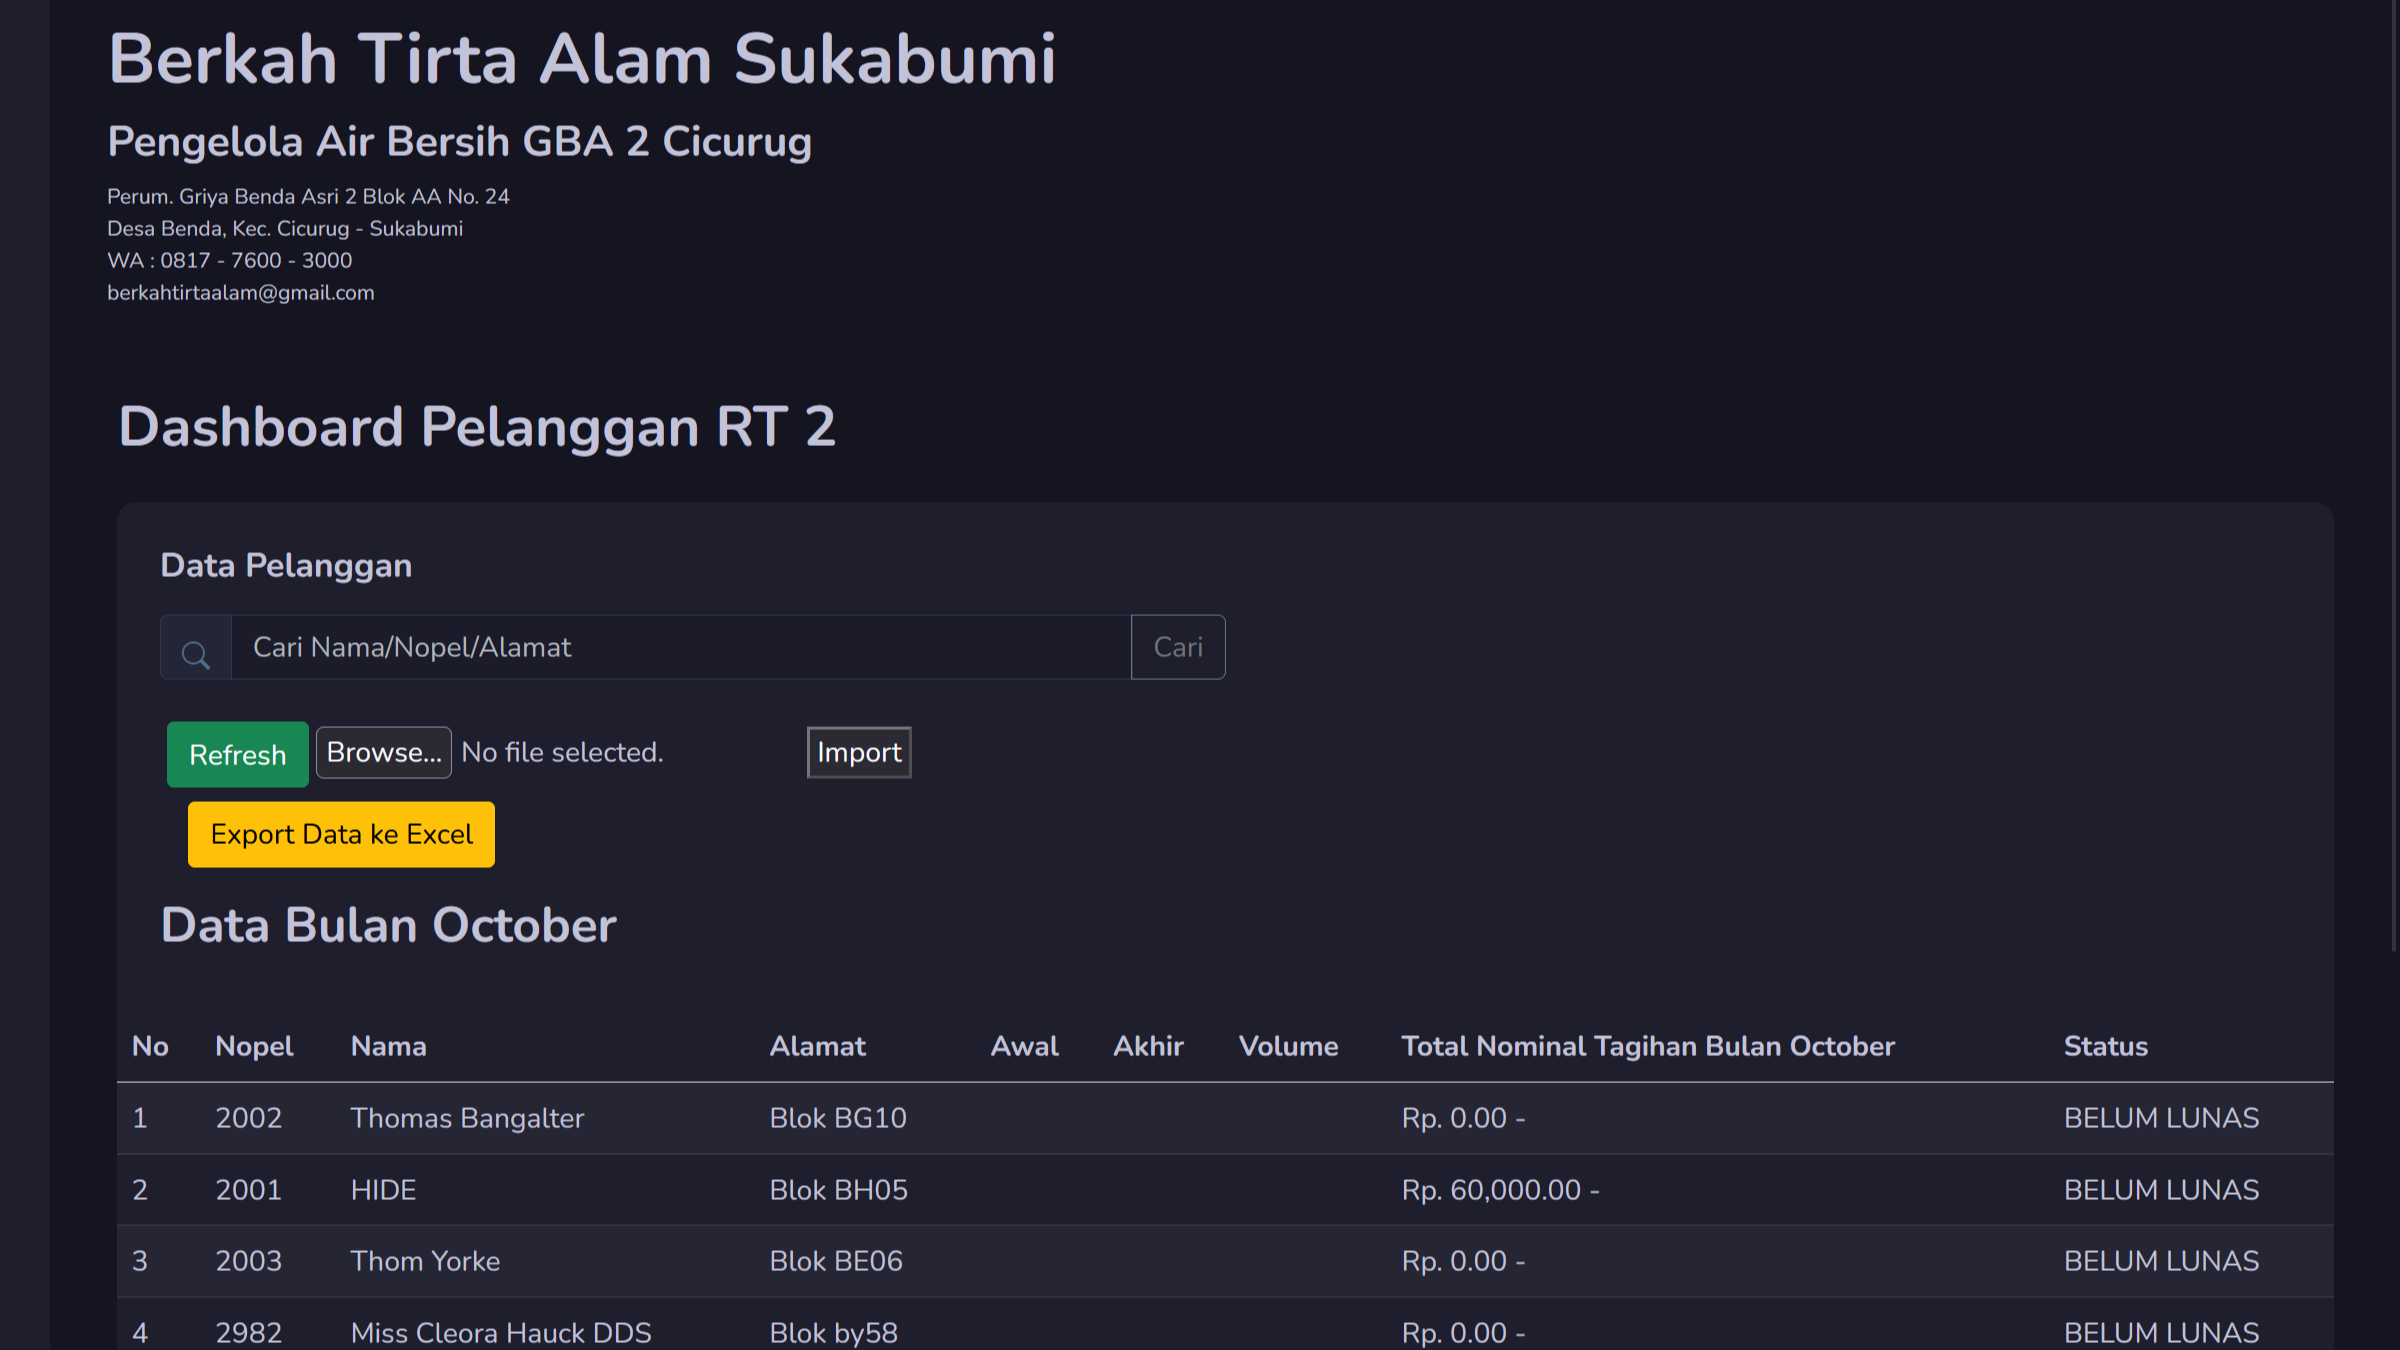 Berkah Tirta Alam Sukabumi
Pengelola Air Bersih GBA 2 Cicurug
Perum. Griya Benda Asri 2 Blok AA No. 24
Desa Benda, Kec. Cicurug - Sukabumi
WA : 0817 - 7600 - 3000
berkahtirtaalam@gmail.com
Dashboard Pelanggan RT 2
Data Pelanggan
Cari Nama/Nopel/Alamat Cari
Refresh Browse... No file selected. Import
Export Data ke Excel
Data Bulan October
No Nopel Nama Alamat Awal Akhir Volume Total Nominal Tagihan Bulan October Status
1 2002 Thomas Bangalter Blok BG10 Rp. 0.00 - BELUM LUNAS
2 2001 HIDE Blok BH05 Rp. 60,000.00 - BELUM LUNAS
3 2003 Thom Yorke Blok BE06 Rp. 0.00 - BELUM LUNAS
4 2982 Miss Cleora Hauck DDS Blok by58 Rp. 0.00 - BELUM LUNAS